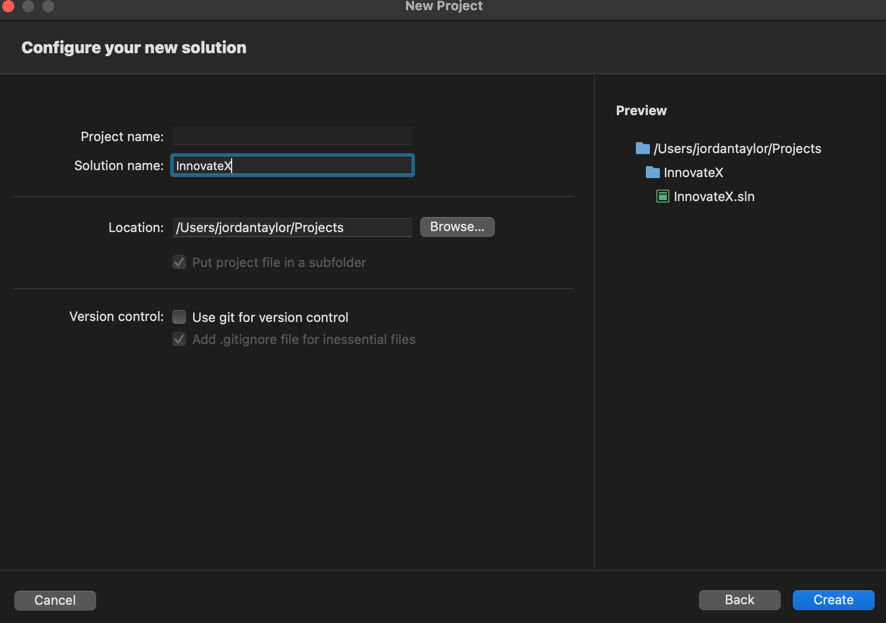 New Project
Configure your new solution
Project name:
Solution name: InnovateX
Location: /Users/jordantaylor/Projects Browse...
Put project file in a subfolder
Version control: Use git for version control
Add .gitignore file for inessential files
Preview
/Users/jordantaylor/Projects
InnovateX
InnovateX.sln
Cancel Back Create